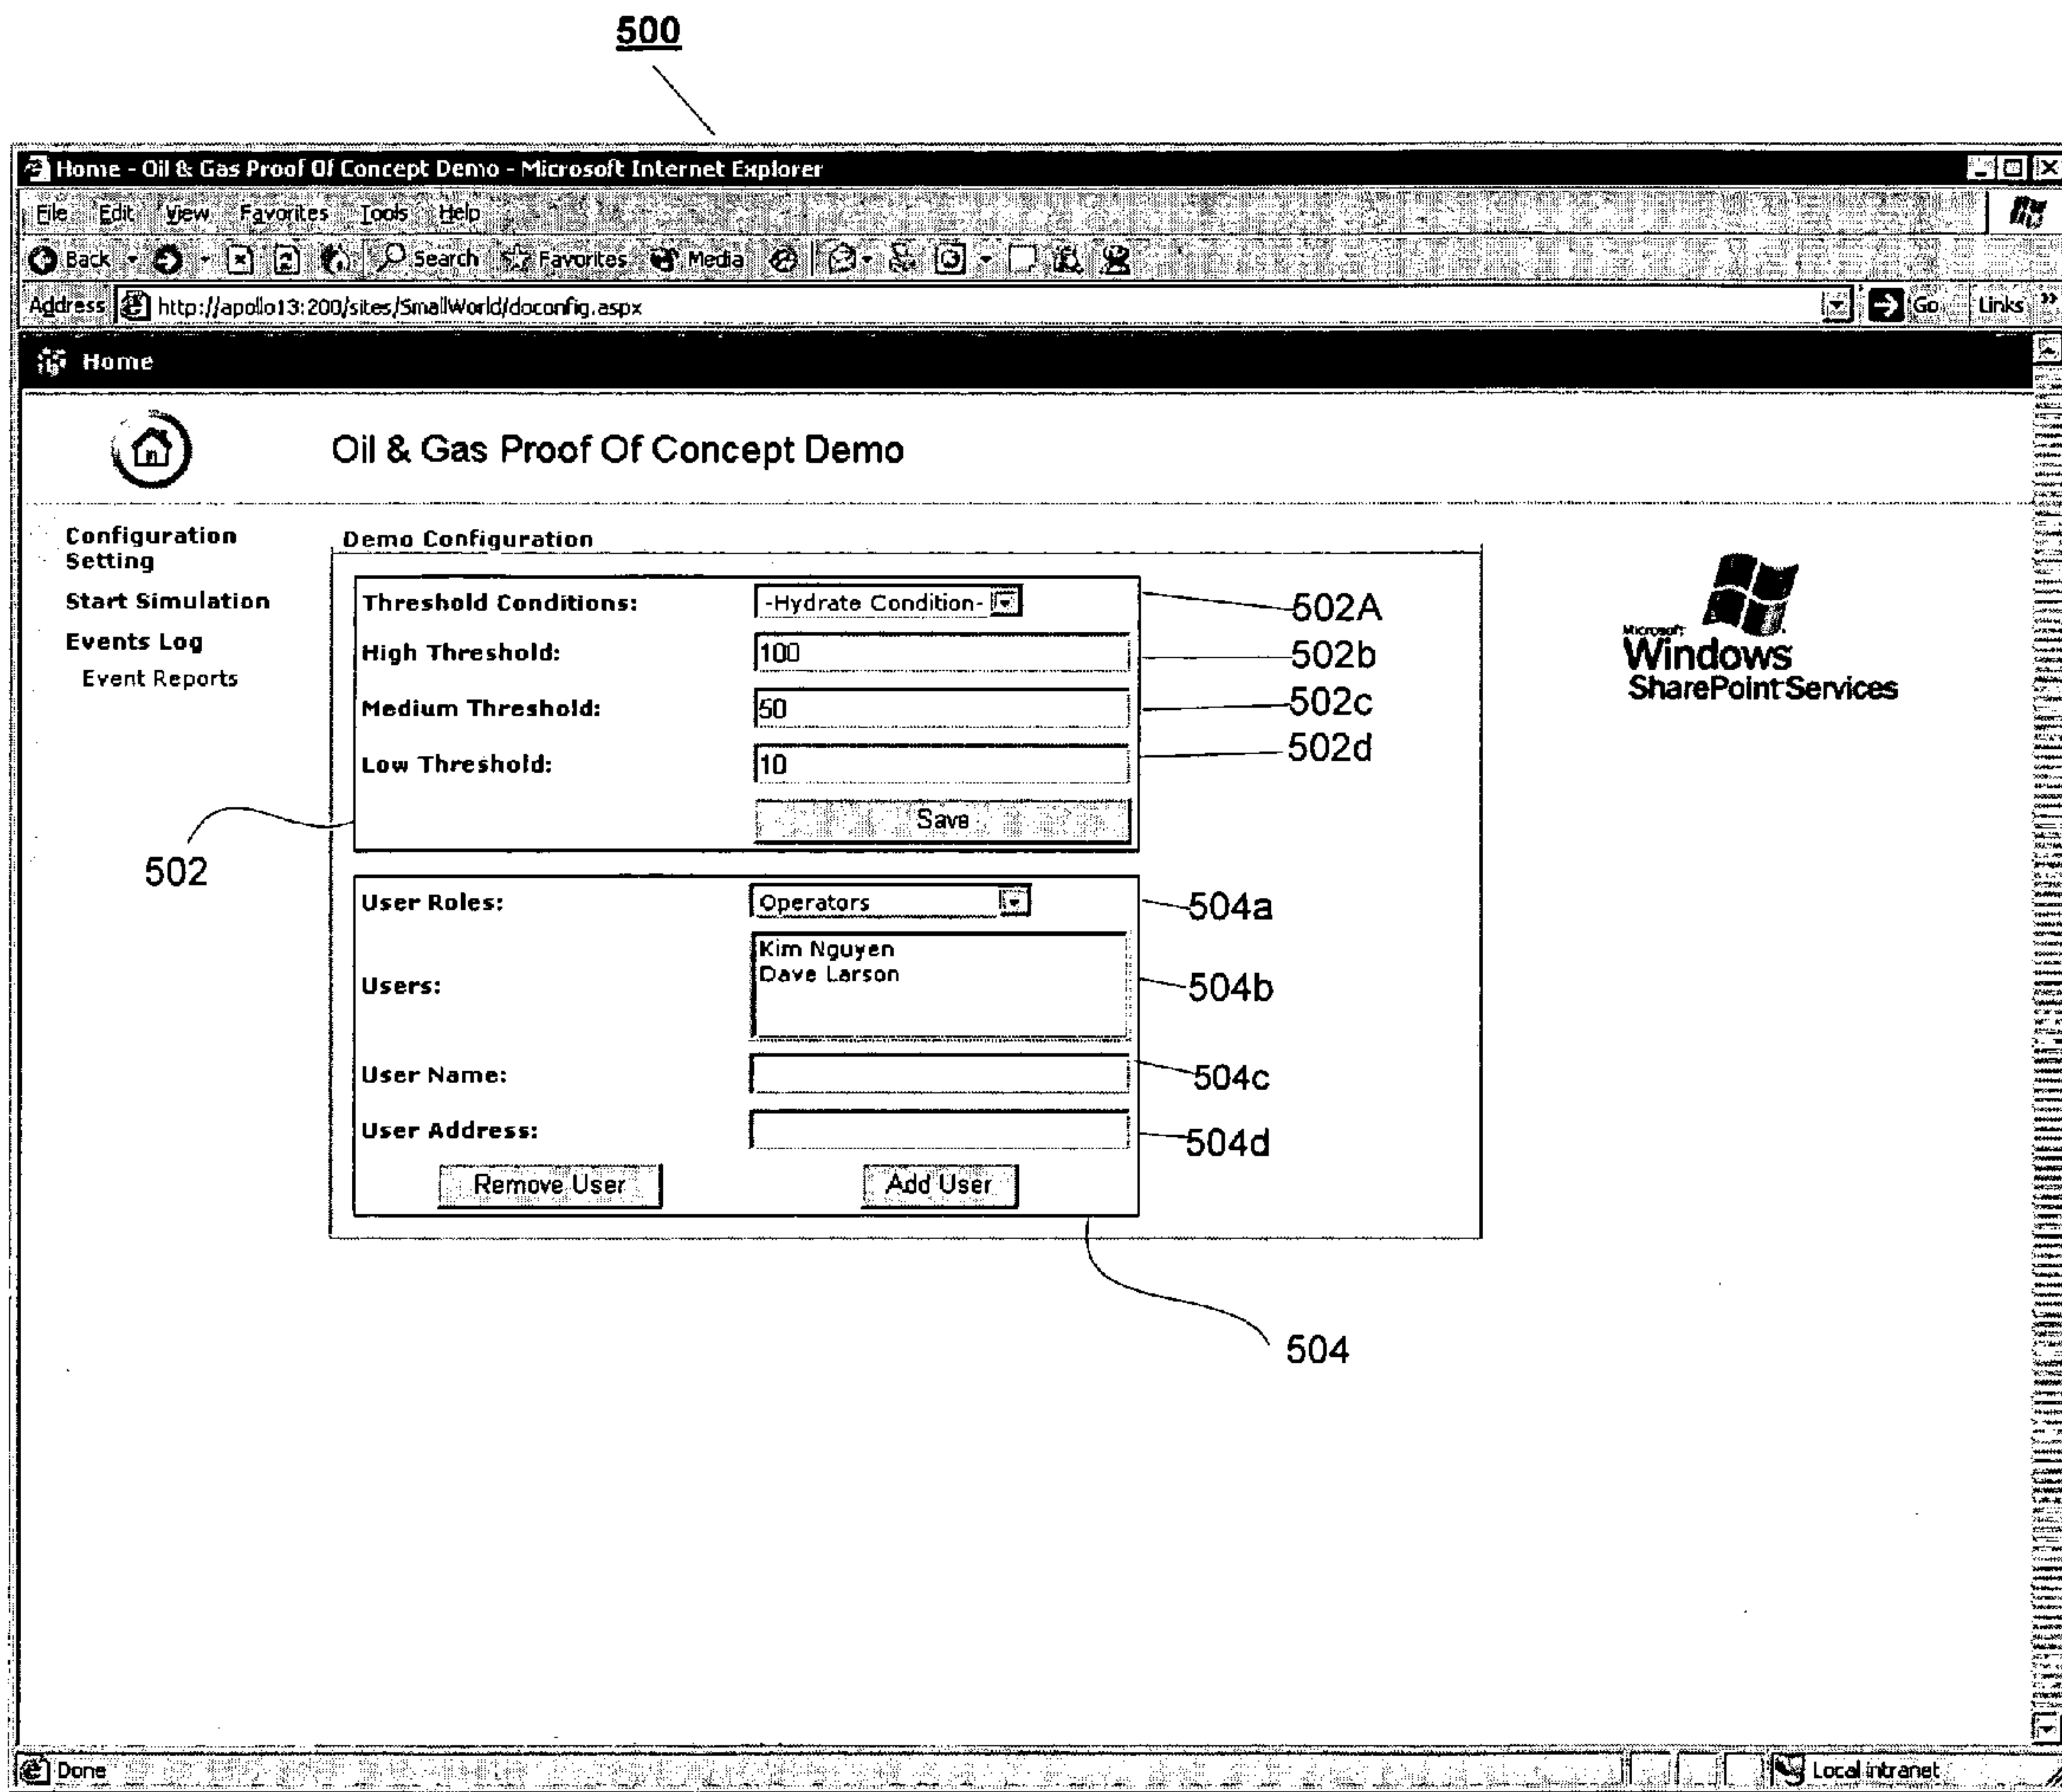 500
Home - Oil & Gas Proof Of Concept Demo - Microsoft Internet Explorer
File Edit View Favorites Tools Help
Back Search Favorites Media
Address http://apollo13:200/sites/SmallWorld/doconfig.aspx Go Links »
Home
Oil & Gas Proof Of Concept Demo
Configuration Setting
Start Simulation
Events Log
Event Reports
Demo Configuration
Threshold Conditions: -Hydrate Condition- 502A
High Threshold: 100 502b
Medium Threshold: 50 502c
Low Threshold: 10 502d
Save
502
Microsoft
Windows
SharePoint Services
User Roles: Operators 504a
Kim Nguyen
Dave Larson
Users: 504b
User Name: 504c
User Address: 504d
Remove User Add User
504
Done Local intranet